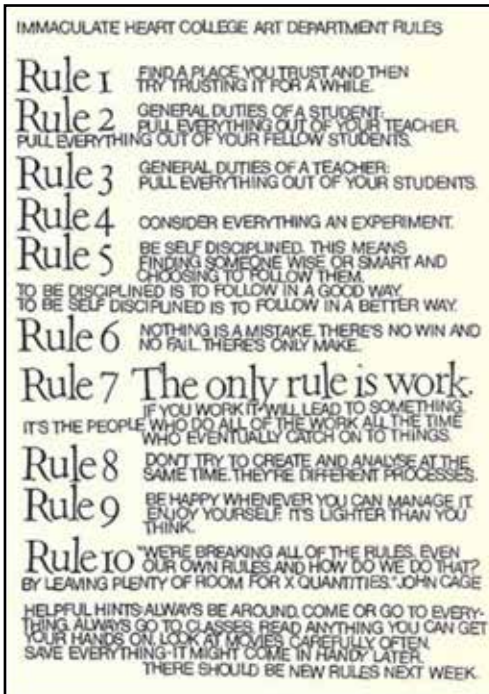 IMMACULATE HEART COLLEGE ART DEPARTMENT RULES
Rule 1 FIND A PLACE YOU TRUST AND THEN
TRY TRUSTING IT FOR A WHILE.
Rule 2 GENERAL DUTIES OF A STUDENT:
PULL EVERYTHING OUT OF YOUR TEACHER.
PULL EVERYTHING OUT OF YOUR FELLOW STUDENTS.
Rule 3 GENERAL DUTIES OF A TEACHER:
PULL EVERYTHING OUT OF YOUR STUDENTS.
Rule 4 CONSIDER EVERYTHING AN EXPERIMENT.
Rule 5 BE SELF DISCIPLINED. THIS MEANS
FINDING SOMEONE WISE OR SMART AND
CHOOSING TO FOLLOW THEM.
TO BE DISCIPLINED IS TO FOLLOW IN A GOOD WAY.
TO BE SELF DISCIPLINED IS TO FOLLOW IN A BETTER WAY.
Rule 6 NOTHING IS A MISTAKE. THERE'S NO WIN AND
NO FAIL. THERE'S ONLY MAKE.
Rule 7 The only rule is work.
IF YOU WORK IT WILL LEAD TO SOMETHING.
IT'S THE PEOPLE WHO DO ALL OF THE WORK ALL THE TIME
WHO EVENTUALLY CATCH ON TO THINGS.
Rule 8 DON'T TRY TO CREATE AND ANALYSE AT THE
SAME TIME. THEY'RE DIFFERENT PROCESSES.
Rule 9 BE HAPPY WHENEVER YOU CAN MANAGE IT.
ENJOY YOURSELF. IT'S LIGHTER THAN YOU
THINK.
Rule 10 "WE'RE BREAKING ALL OF THE RULES. EVEN
OUR OWN RULES AND HOW DO WE DO THAT?
BY LEAVING PLENTY OF ROOM FOR X QUANTITIES." JOHN CAGE
HELPFUL HINTS: ALWAYS BE AROUND. COME OR GO TO EVERY-
THING. ALWAYS GO TO CLASSES. READ ANYTHING YOU CAN GET
YOUR HANDS ON. LOOK AT MOVIES CAREFULLY, OFTEN.
SAVE EVERYTHING-IT MIGHT COME IN HANDY LATER.
THERE SHOULD BE NEW RULES NEXT WEEK.